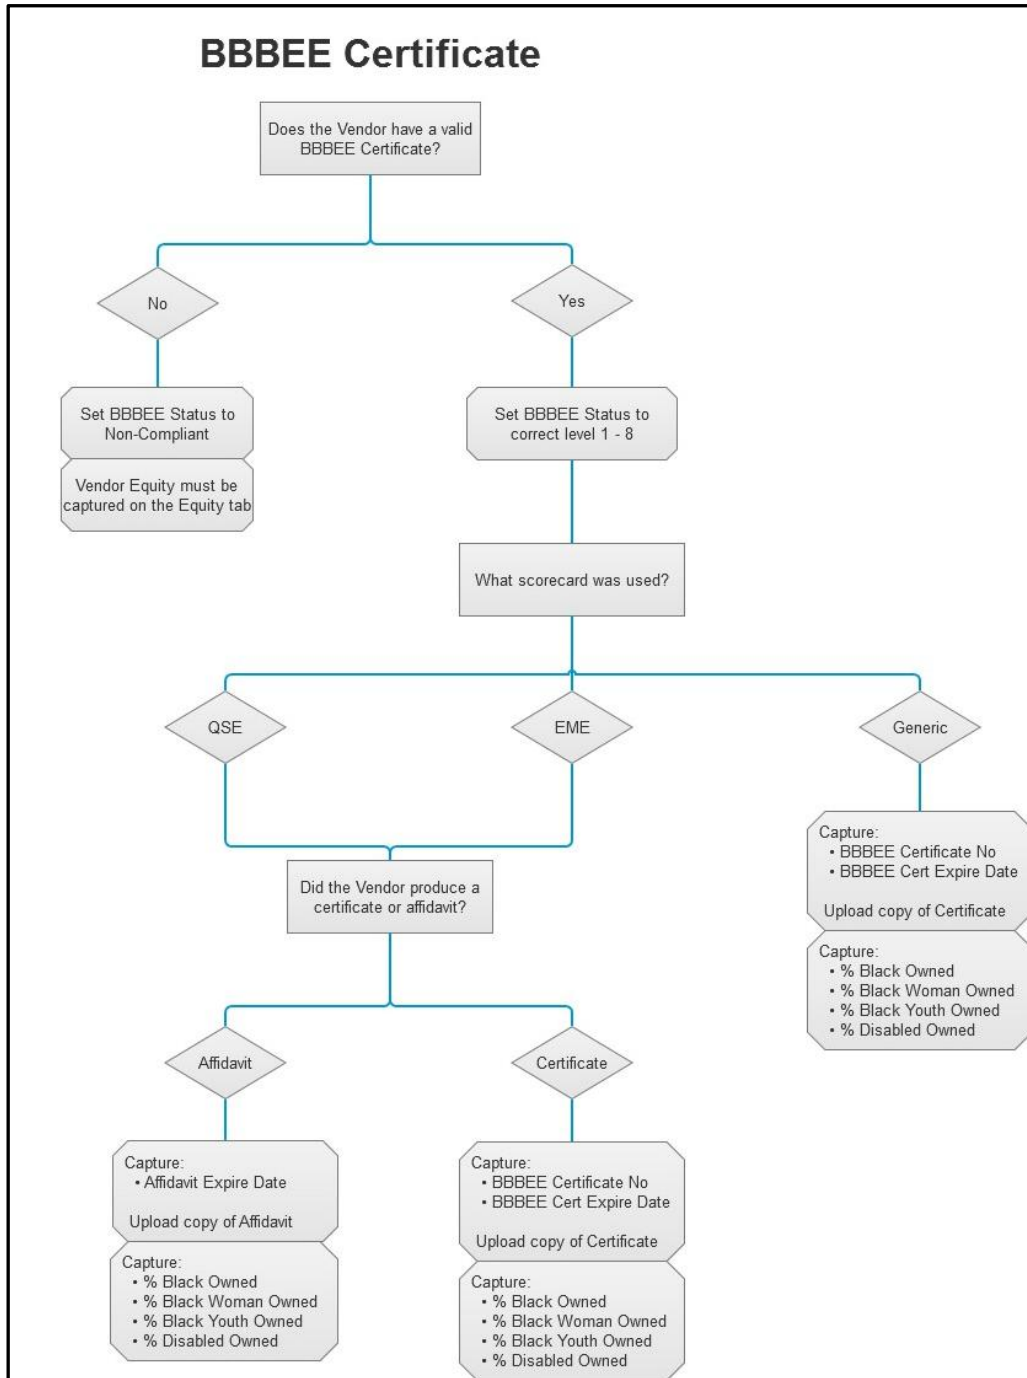 BBBEE Certificate
Does the Vendor have a valid
BBBEE Certificate?
No
Yes
Set BBBEE Status to
Non-Compliant
Vendor Equity must be
captured on the Equity tab
Set BBBEE Status to
correct level 1 - 8
What scorecard was used?
QSE
EME
Generic
Capture:
• BBBEE Certificate No
• BBBEE Cert Expire Date
Upload copy of Certificate
Capture:
• % Black Owned
• % Black Woman Owned
• % Black Youth Owned
• % Disabled Owned
Did the Vendor produce a
certificate or affidavit?
Affidavit
Certificate
Capture:
• Affidavit Expire Date
Upload copy of Affidavit
Capture:
• % Black Owned
• % Black Woman Owned
• % Black Youth Owned
• % Disabled Owned
Capture:
• BBBEE Certificate No
• BBBEE Cert Expire Date
Upload copy of Certificate
Capture:
• % Black Owned
• % Black Woman Owned
• % Black Youth Owned
• % Disabled Owned